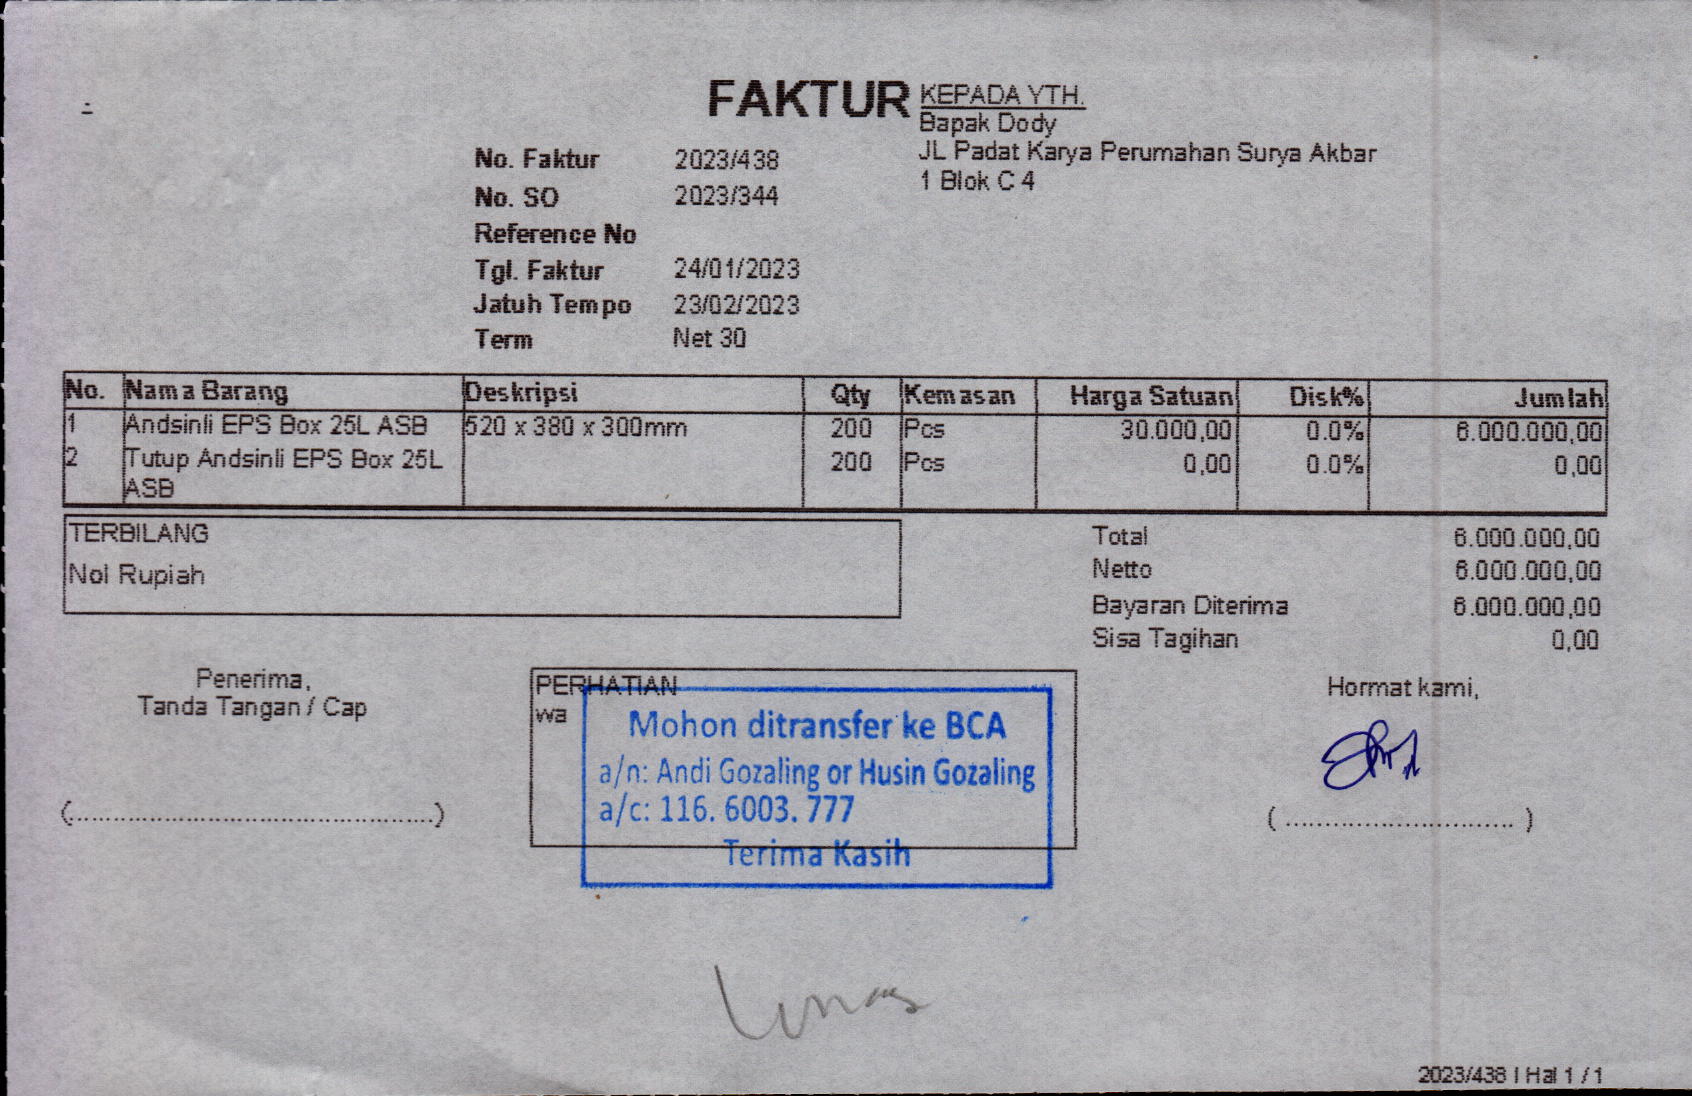 FAKTUR
KEPADA YTH.
Bapak Dody
JL Padat Karya Perumahan Surya Akbar
1 Blok C 4
No. Faktur 2023/438
No. SO 2023/344
Reference No
Tgl. Faktur 24/01/2023
Jatuh Tempo 23/02/2023
Term Net 30
No. Nama Barang Deskripsi Qty Kemasan Harga Satuan Disk% Jumlah
1 Andsinli EPS Box 25L ASB 520 x 380 x 300mm 200 Pcs 30.000,00 0.0% 6.000.000,00
2 Tutup Andsinli EPS Box 25L 200 Pcs 0,00 0.0% 0,00
ASB
TERBILANG
Nol Rupiah
Total 6.000.000,00
Netto 6.000.000,00
Bayaran Diterima 6.000.000,00
Sisa Tagihan 0,00
Penerima,
Tanda Tangan / Cap
(................................................)
PERHATIAN
wa
Mohon ditransfer ke BCA
a/n: Andi Gozaling or Husin Gozaling
a/c: 116. 6003. 777
Terima Kasih
Hormat kami,
(..............................)
Lunas
2023/438 | Hal 1 / 1